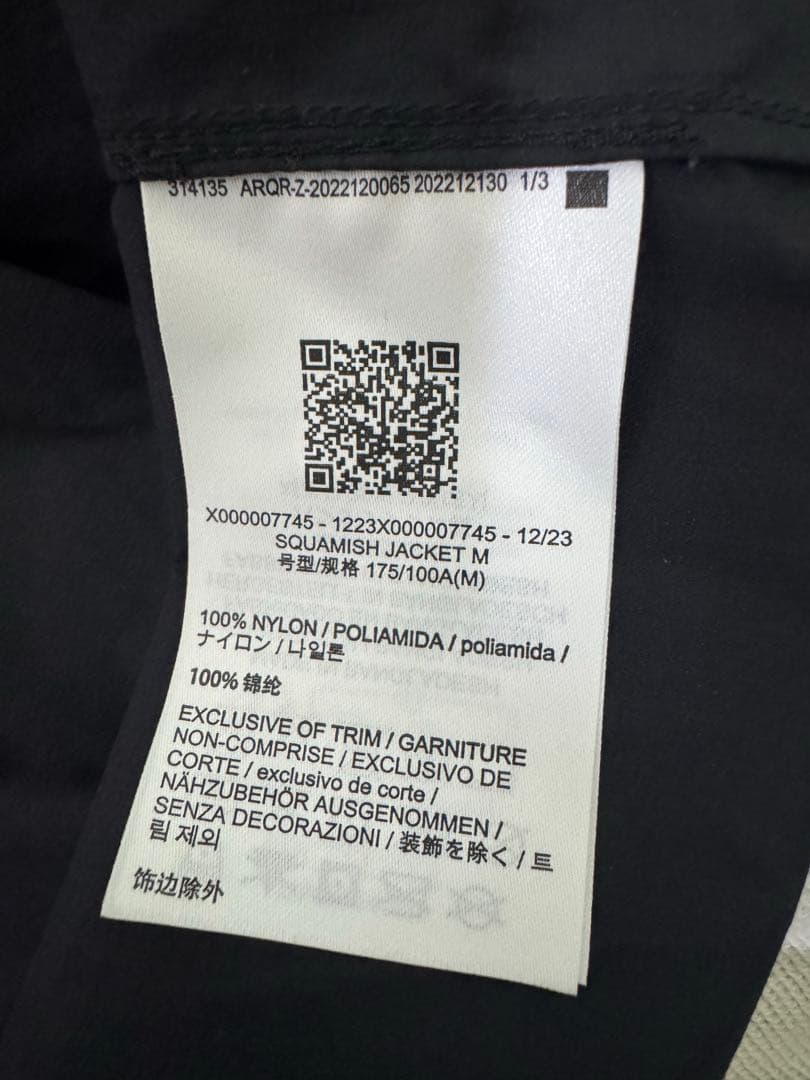 314135 ARQR-Z-2022120065 202212130 1/3
X000007745 - 1223X000007745 - 12/23
SQUAMISH JACKET M
号型/规格 175/100A(M)
100% NYLON / POLIAMIDA / poliamida /
ナイロン / 나일론
100% 锦纶
EXCLUSIVE OF TRIM / GARNITURE
NON-COMPRISE / EXCLUSIVO DE
CORTE / exclusivo de corte /
NÄHZUBEHÖR AUSGENOMMEN /
SENZA DECORAZIONI / 装飾を除く / 트
림 제외
饰边除外